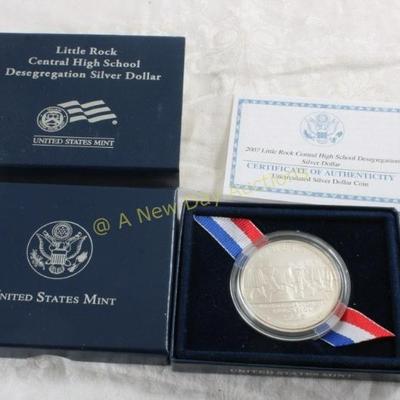 Little Rock
Central High School
Desegregation Silver Dollar
UNITED STATES MINT
2007 Little Rock Central High School Desegregation
Silver Dollar
CERTIFICATE OF AUTHENTICITY
Uncirculated Silver Dollar Coin
@ A New Day Auction
UNITED STATES MINT
UNITED STATES MINT